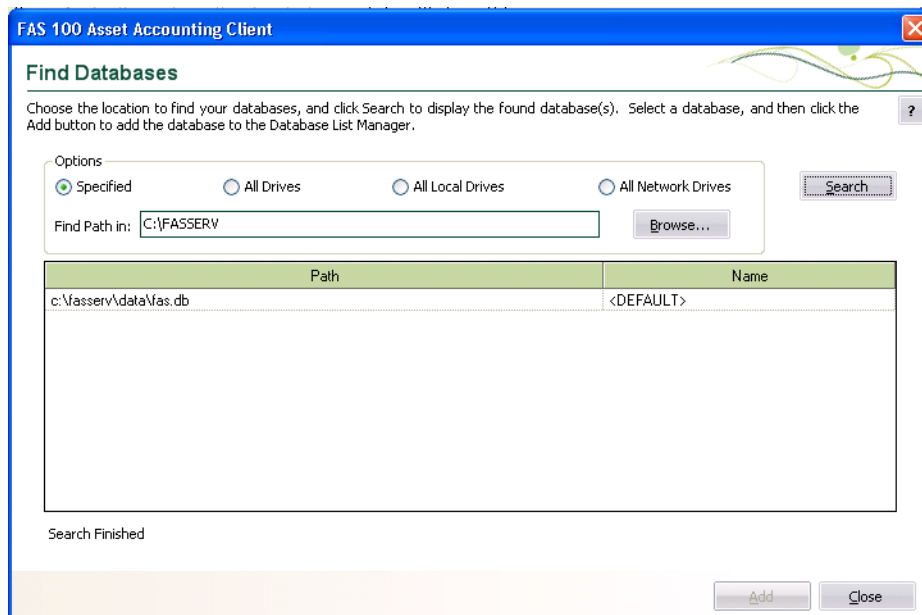 FAS 100 Asset Accounting Client
Find Databases
Choose the location to find your databases, and click Search to display the found database(s). Select a database, and then click the
Add button to add the database to the Database List Manager.
?
Options
Specified All Drives All Local Drives All Network Drives Search
Find Path in: C:\FASSERV Browse...
Path Name
c:\fasserv\data\fas.db <DEFAULT>
Search Finished
Add Close